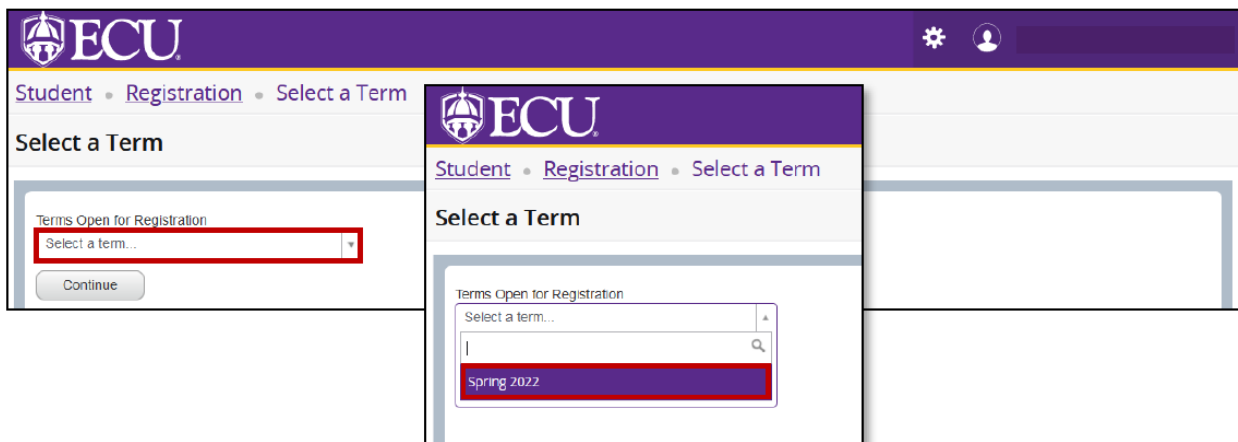 ECU®
Student • Registration • Select a Term
Select a Term
Terms Open for Registration
Select a term...
Continue
ECU®
Student • Registration • Select a Term
Select a Term
Terms Open for Registration
Select a term...
Spring 2022